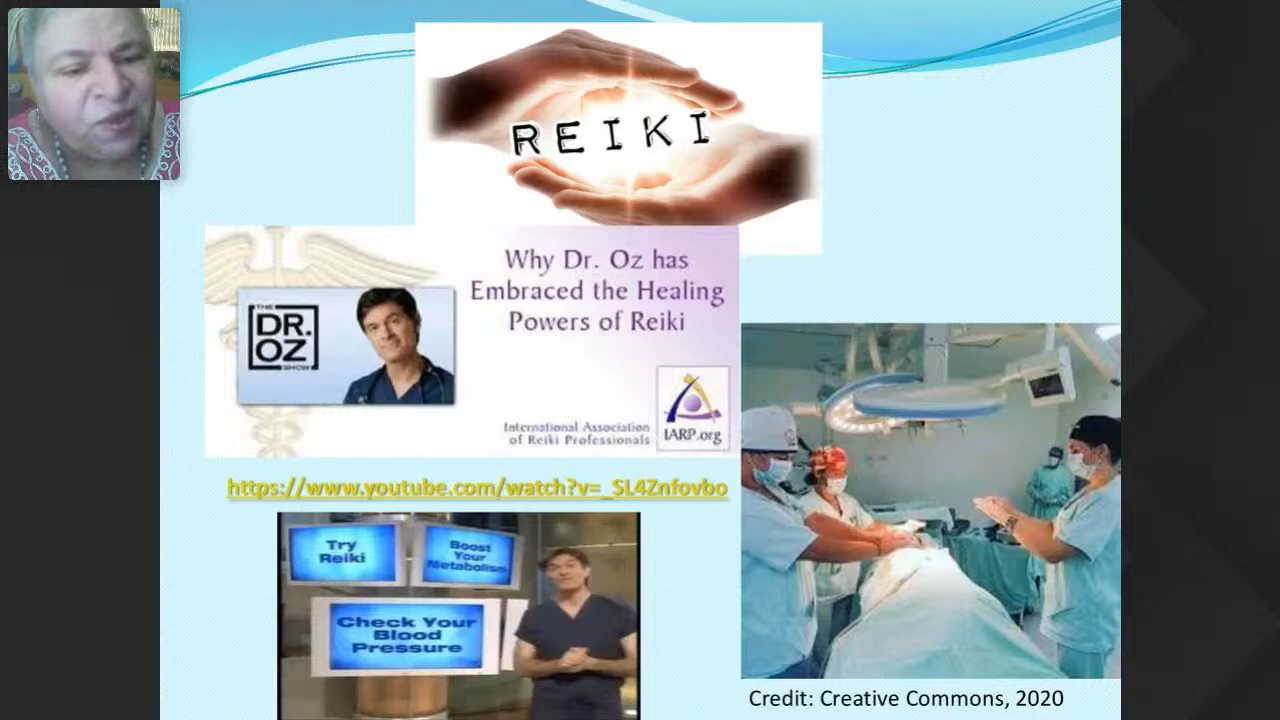 REIKI
Why Dr. Oz has
Embraced the Healing
Powers of Reiki
THE
DR.
OZ
SHOW
International Association
of Reiki Professionals
IARP.org
https://www.youtube.com/watch?v=_SL4Znfovbo
Try
Reiki
Boost
Your
Metabolism
Check Your
Blood
Pressure
Credit: Creative Commons, 2020